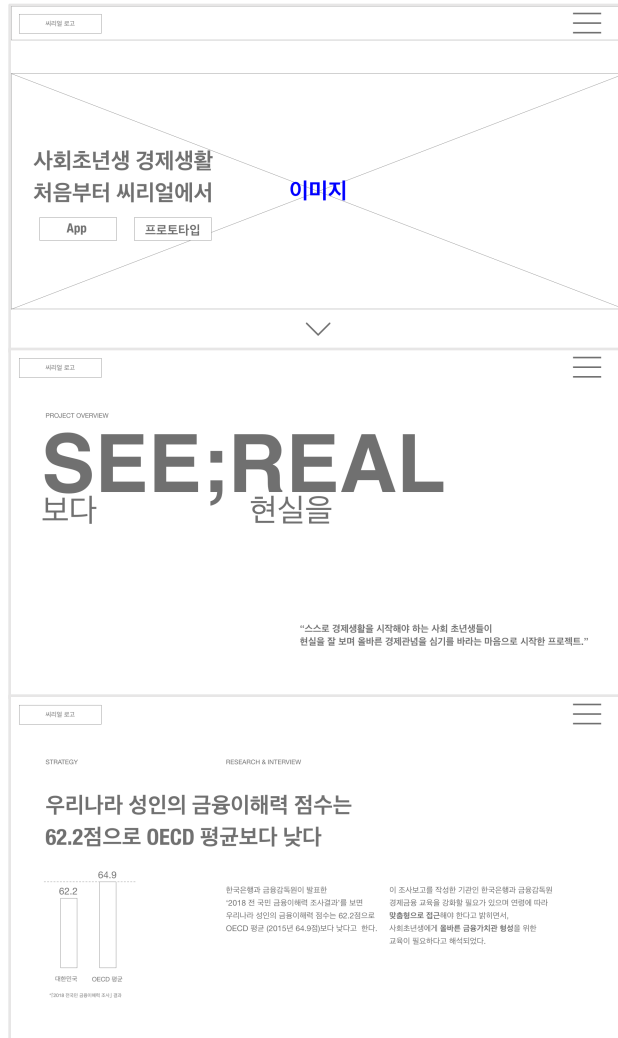 씨리얼 로고
사회초년생 경제생활
처음부터 씨리얼에서
이미지
App
프로토타입
씨리얼 로고
PROJECT OVERVIEW
SEE;REAL
보다
현실을
“스스로 경제생활을 시작해야 하는 사회 초년생들이
현실을 잘 보며 올바른 경제관념을 심기를 바라는 마음으로 시작한 프로젝트.”
씨리얼 로고
STRATEGY
RESEARCH & INTERVIEW
우리나라 성인의 금융이해력 점수는
62.2점으로 OECD 평균보다 낮다
64.9
62.2
대한민국
OECD 평균
*「2018 전국민 금융이해력 조사」 결과
한국은행과 금융감독원이 발표한
‘2018 전 국민 금융이해력 조사결과’를 보면
우리나라 성인의 금융이해력 점수는 62.2점으로
OECD 평균 (2015년 64.9점)보다 낮다고 한다.
이 조사보고를 작성한 기관인 한국은행과 금융감독원
경제금융 교육을 강화할 필요가 있으며 연령에 따라
맞춤형으로 접근해야 한다고 밝히면서,
사회초년생에게 올바른 금융가치관 형성을 위한
교육이 필요하다고 해석되었다.